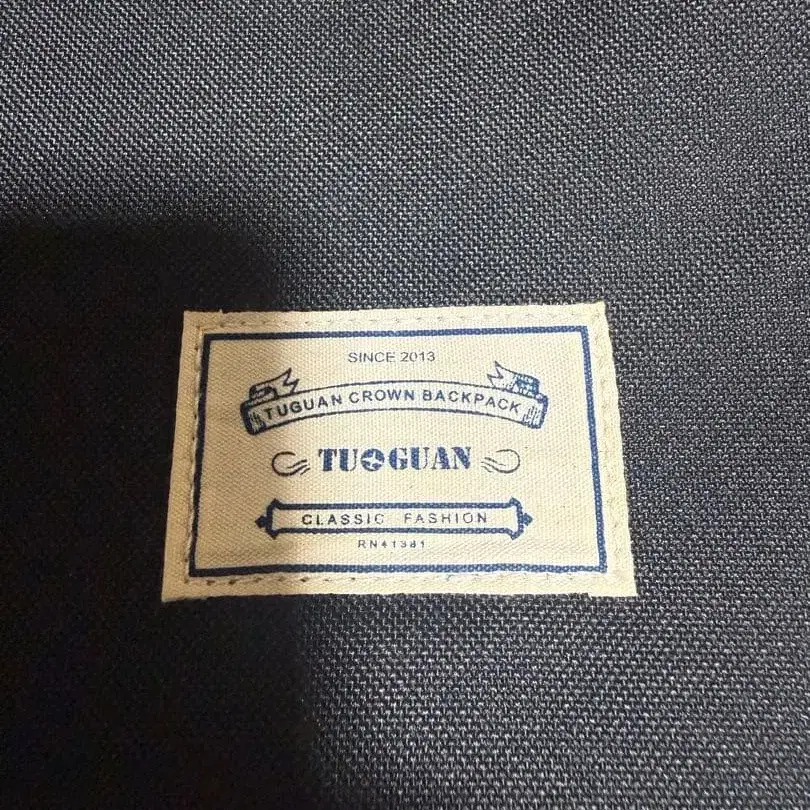 SINCE 2013
TUGUAN CROWN BACKPACK
TUGUAN
CLASSIC FASHION
RN41381